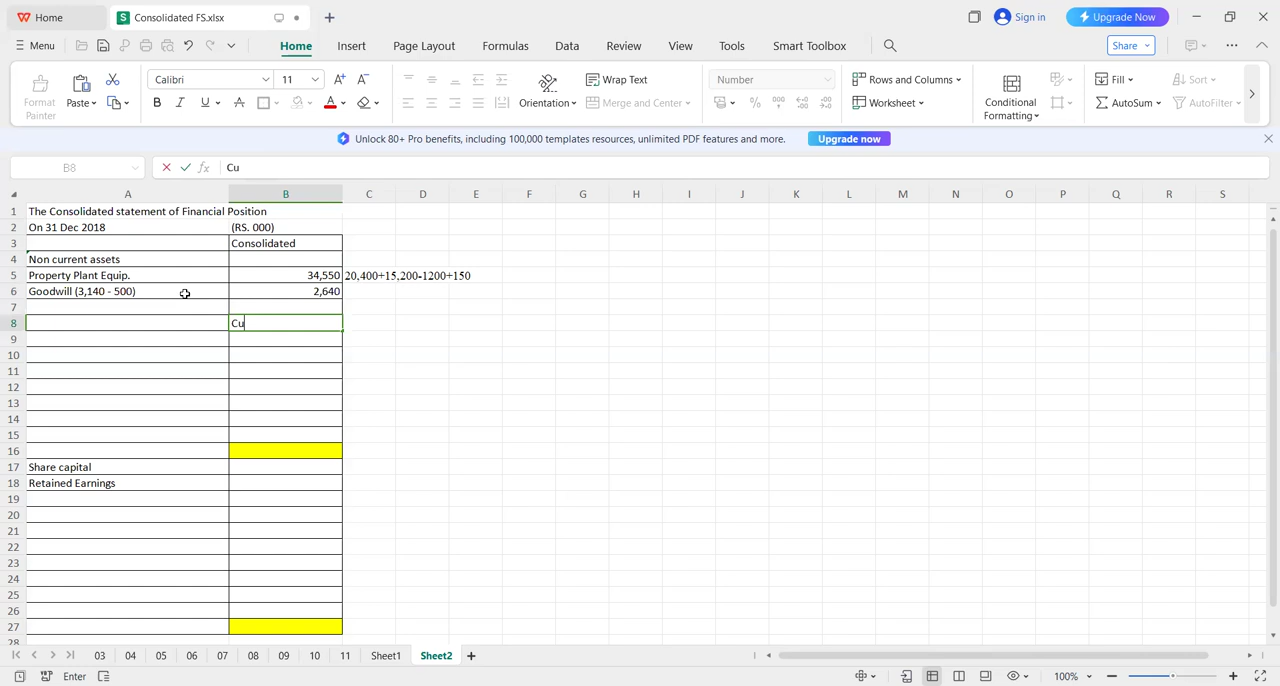 Home
Consolidated FS.xlsx
Sign in
Upgrade Now
Menu
Home Insert Page Layout Formulas Data Review View Tools Smart Toolbox
Share
Format Painter
Paste
Calibri 11
B I U A
Orientation
Wrap Text
Merge and Center
Number
Rows and Columns
Worksheet
Conditional Formatting
Fill
AutoSum
Sort
AutoFilter
Unlock 80+ Pro benefits, including 100,000 templates resources, unlimited PDF features and more. Upgrade now
B8 fx Cu
A B C D E F G H I J K L M N O P Q R S
1 The Consolidated statement of Financial Position
2 On 31 Dec 2018 (RS. 000)
3 Consolidated
4 Non current assets
5 Property Plant Equip. 34,550 20,400+15,200-1200+150
6 Goodwill (3,140 - 500) 2,640
7
8 Cu
9
10
11
12
13
14
15
16
17 Share capital
18 Retained Earnings
19
20
21
22
23
24
25
26
27
28
03 04 05 06 07 08 09 10 11 Sheet1 Sheet2
Enter
100%